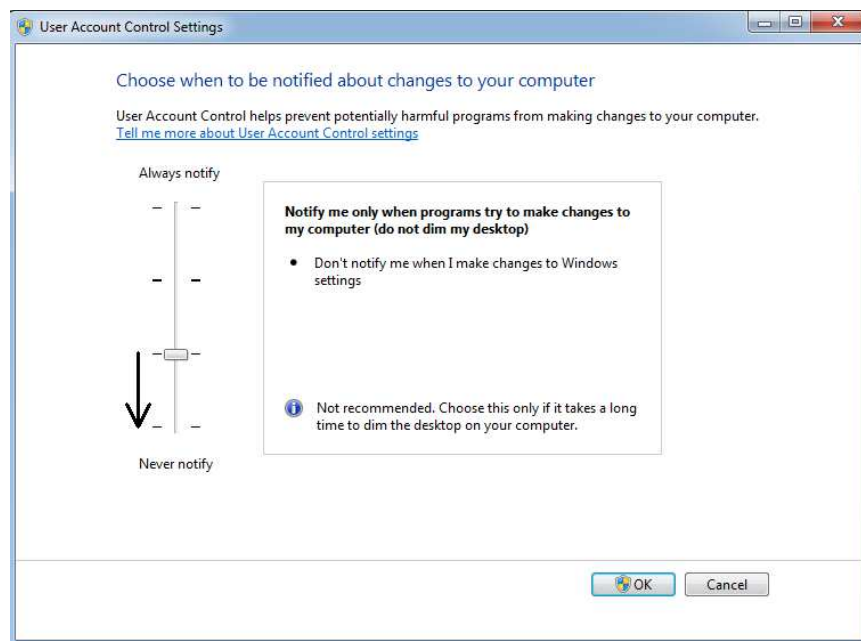 User Account Control Settings
Choose when to be notified about changes to your computer
User Account Control helps prevent potentially harmful programs from making changes to your computer.
Tell me more about User Account Control settings
Always notify
Notify me only when programs try to make changes to
my computer (do not dim my desktop)
• Don't notify me when I make changes to Windows
settings
Not recommended. Choose this only if it takes a long
time to dim the desktop on your computer.
Never notify
OK
Cancel